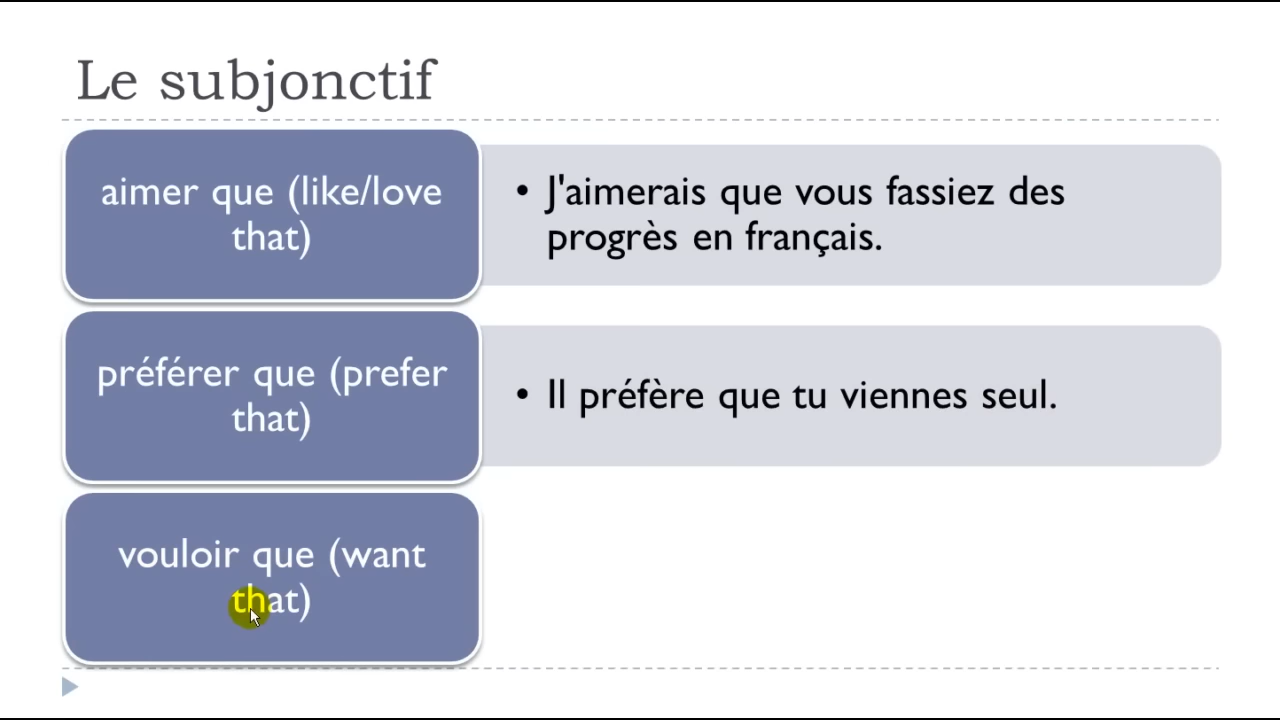 Le subjonctif
aimer que (like/love
that)
• J'aimerais que vous fassiez des
progrès en français.
préférer que (prefer
that)
• Il préfère que tu viennes seul.
vouloir que (want
that)